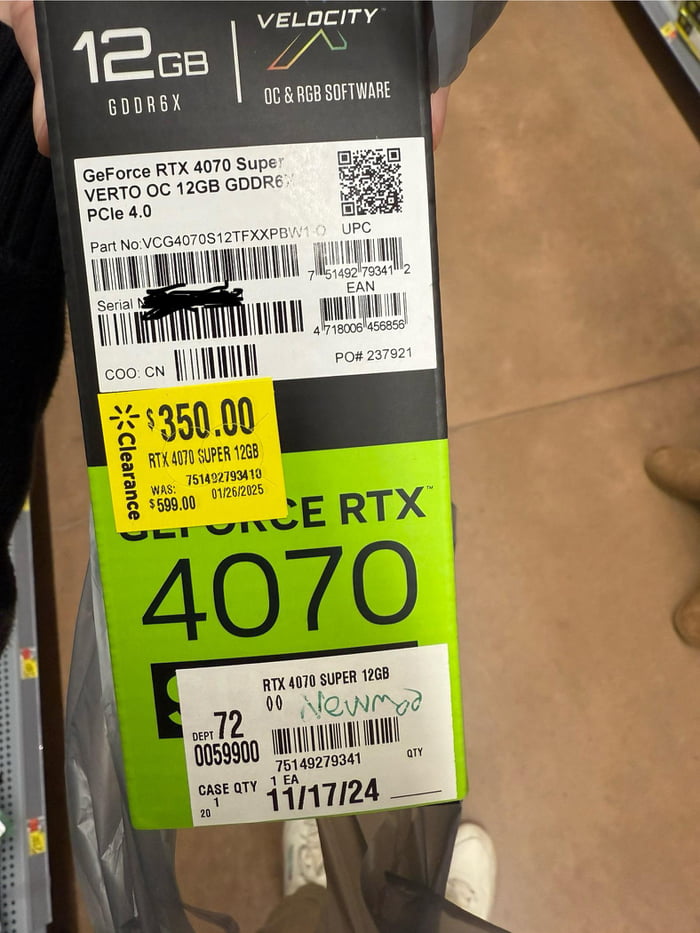 12GB
GDDR6X
VELOCITY
OC & RGB SOFTWARE
GeForce RTX 4070 Super
VERTO OC 12GB GDDR6X
PCIe 4.0
Part No:VCG4070S12TFXXPBW1-O
UPC
7 51492 79341 2
EAN
Serial
4 718006 456856
PO# 237921
COO: CN
Clearance
$350.00
RTX 4070 SUPER 12GB
WAS:
$599.00
01/26/2025
GEFORCE RTX™
4070
S
RTX 4070 SUPER 12GB
00
DEPT 72
0059900
75149279341
QTY
CASE QTY 1 EA
1
20
11/17/24